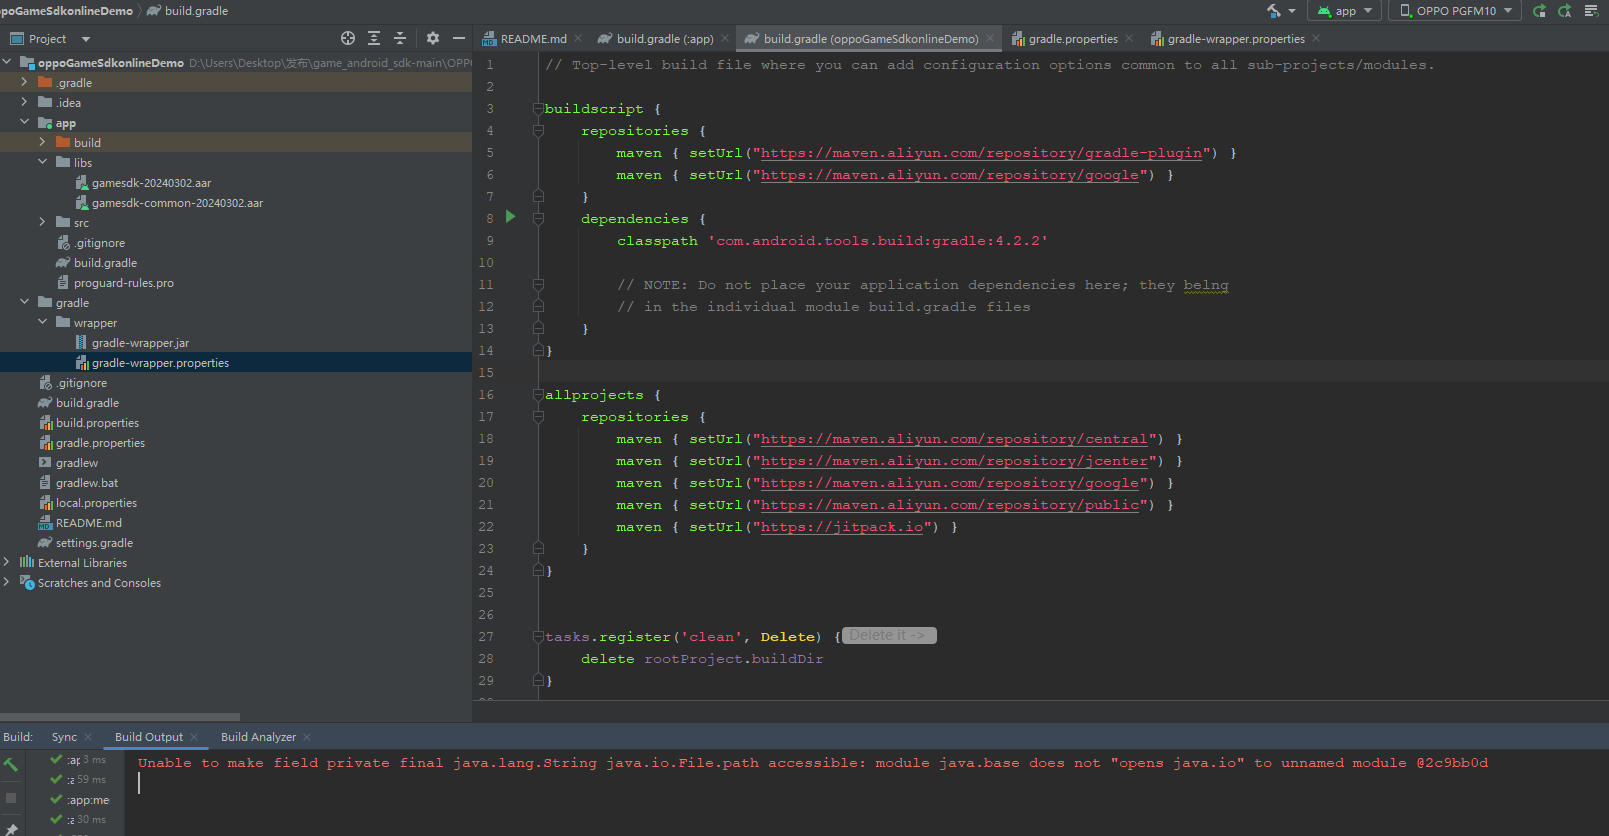 ppoGameSdkonlineDemo build.gradle
app OPPO PGFM10
Project
README.md build.gradle (:app) build.gradle (oppoGameSdkonlineDemo) gradle.properties gradle-wrapper.properties
oppoGameSdkonlineDemo D:\Users\Desktop\发布\game_android_sdk-main\OPP
.gradle
.idea
app
build
libs
gamesdk-20240302.aar
gamesdk-common-20240302.aar
src
.gitignore
build.gradle
proguard-rules.pro
gradle
wrapper
gradle-wrapper.jar
gradle-wrapper.properties
.gitignore
build.gradle
build.properties
gradle.properties
gradlew
gradlew.bat
local.properties
README.md
settings.gradle
External Libraries
Scratches and Consoles
1 // Top-level build file where you can add configuration options common to all sub-projects/modules.
2
3 buildscript {
4 repositories {
5 maven { setUrl("https://maven.aliyun.com/repository/gradle-plugin") }
6 maven { setUrl("https://maven.aliyun.com/repository/google") }
7 }
8 dependencies {
9 classpath 'com.android.tools.build:gradle:4.2.2'
10
11 // NOTE: Do not place your application dependencies here; they belng
12 // in the individual module build.gradle files
13 }
14 }
15
16 allprojects {
17 repositories {
18 maven { setUrl("https://maven.aliyun.com/repository/central") }
19 maven { setUrl("https://maven.aliyun.com/repository/jcenter") }
20 maven { setUrl("https://maven.aliyun.com/repository/google") }
21 maven { setUrl("https://maven.aliyun.com/repository/public") }
22 maven { setUrl("https://jitpack.io") }
23 }
24 }
25
26
27 tasks.register('clean', Delete) { Delete it ->
28 delete rootProject.buildDir
29 }
Build: Sync Build Output Build Analyzer
:ap 3 ms
:a 59 ms
:app:me
:a 30 ms
Unable to make field private final java.lang.String java.io.File.path accessible: module java.base does not "opens java.io" to unnamed module @2c9bb0d